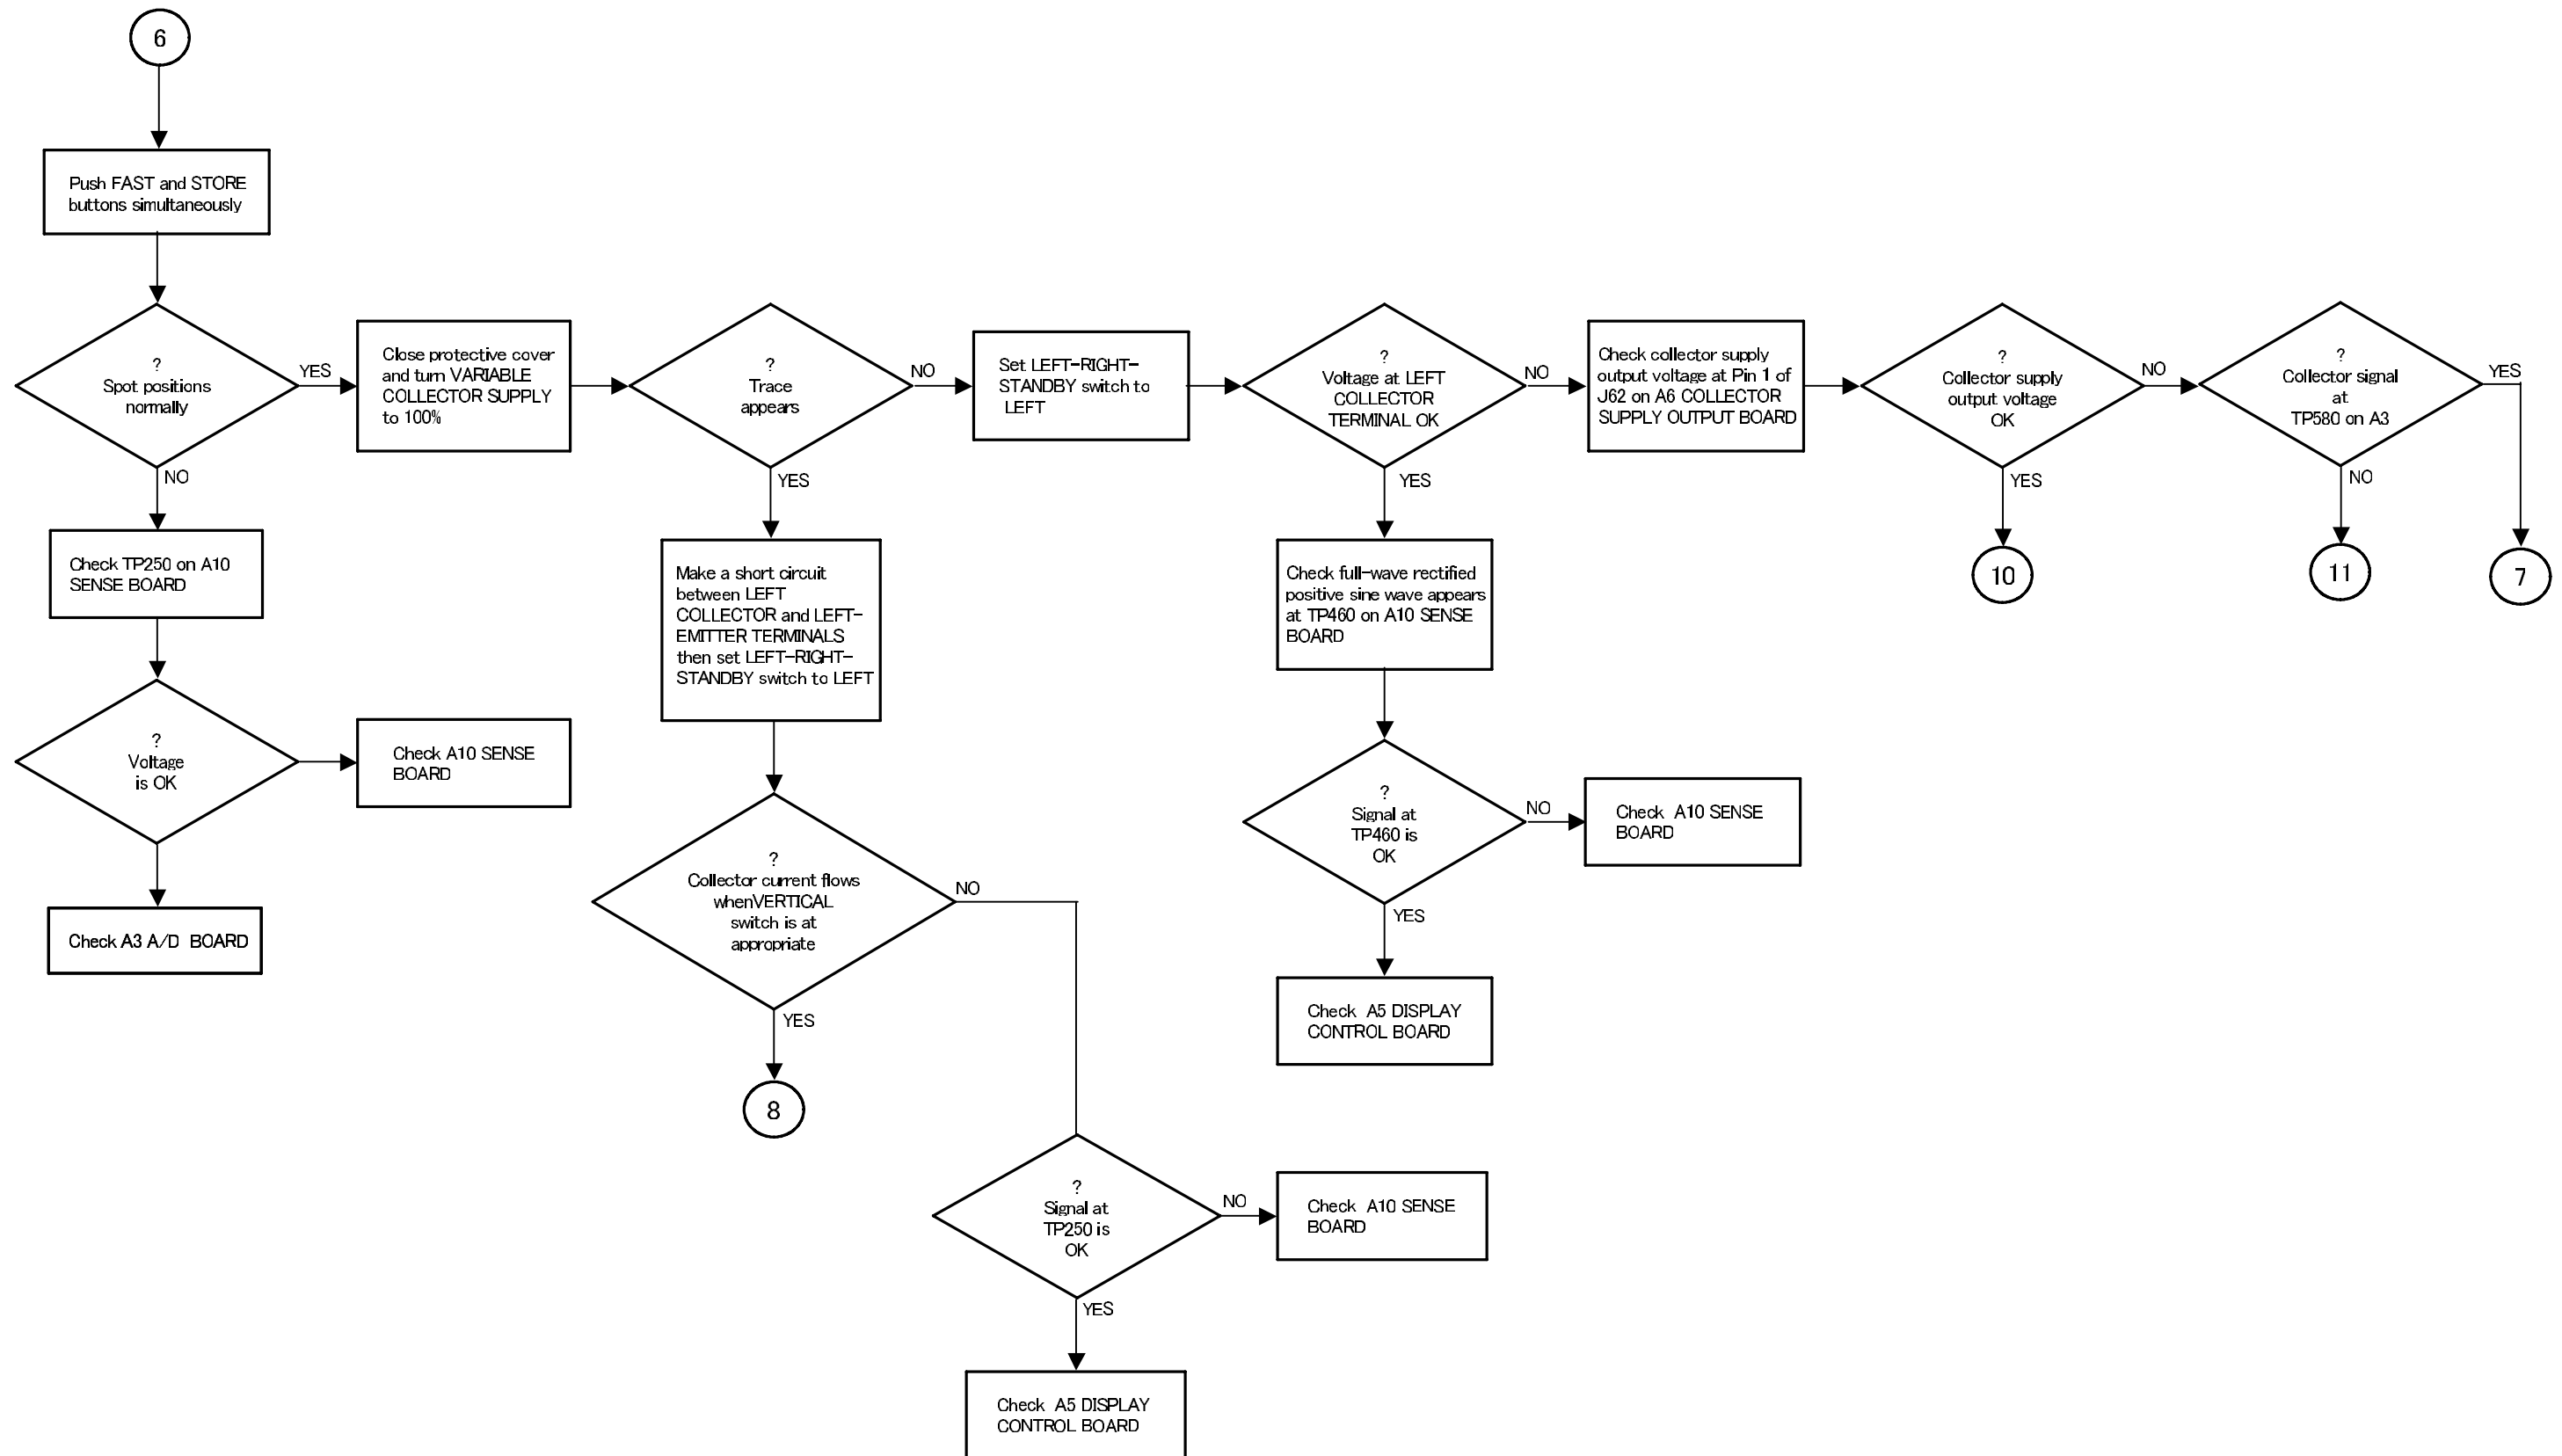 6
Push FAST and STORE
buttons simultaneously
?
Spot positions
normally
YES
NO
Close protective cover
and turn VARIABLE
COLLECTOR SUPPLY
to 100%
?
Trace
appears
NO
YES
Set LEFT-RIGHT-
STANDBY switch to
LEFT
?
Voltage at LEFT
COLLECTOR
TERMINAL OK
NO
YES
Check collector supply
output voltage at Pin 1 of
J62 on A6 COLLECTOR
SUPPLY OUTPUT BOARD
?
Collector supply
output voltage
OK
NO
YES
?
Collector signal
at
TP580 on A3
YES
NO
10
11
7
Check TP250 on A10
SENSE BOARD
?
Voltage
is OK
Check A10 SENSE
BOARD
Check A3 A/D BOARD
Make a short circuit
between LEFT
COLLECTOR and LEFT-
EMITTER TERMINALS
then set LEFT-RIGHT-
STANDBY switch to LEFT
?
Collector current flows
whenVERTICAL
switch is at
appropriate
NO
YES
8
Check full-wave rectified
positive sine wave appears
at TP460 on A10 SENSE
BOARD
?
Signal at
TP460 is
OK
NO
YES
Check A10 SENSE
BOARD
Check A5 DISPLAY
CONTROL BOARD
?
Signal at
TP250 is
OK
NO
YES
Check A10 SENSE
BOARD
Check A5 DISPLAY
CONTROL BOARD